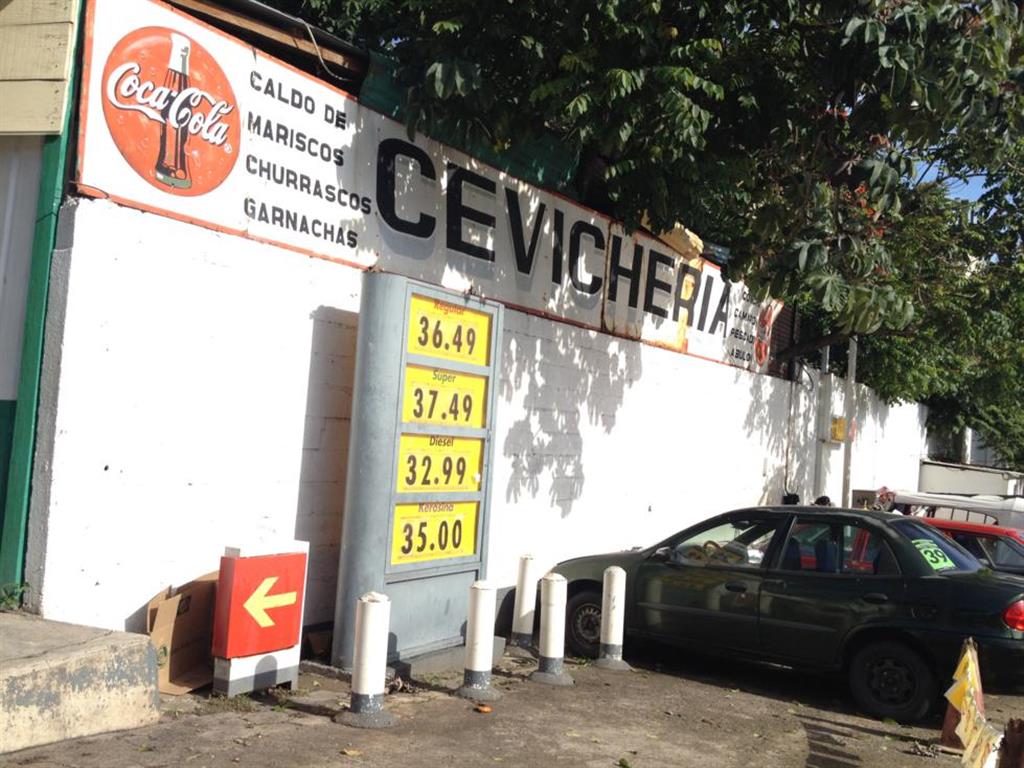 Coca-Cola
CALDO DE
MARISCOS
CHURRASCOS
GARNACHAS
CEVICHERIA
Regular
36.49
Super
37.49
Diesel
32.99
Kerosina
35.00
39